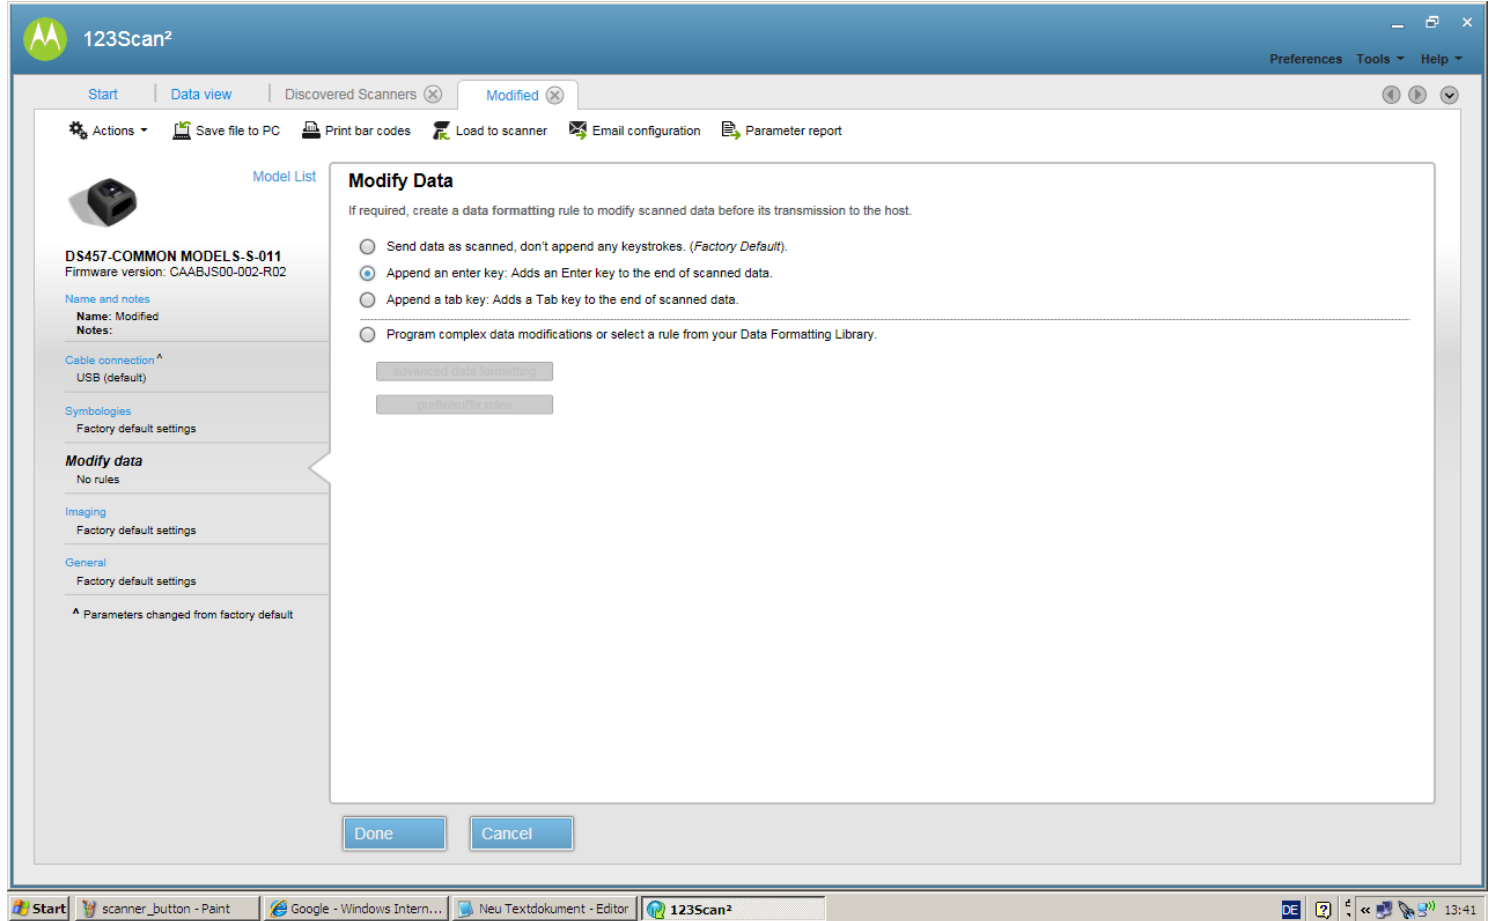 123Scan²
Preferences Tools Help
Start Data view Discovered Scanners Modified
Actions Save file to PC Print bar codes Load to scanner Email configuration Parameter report
Model List
DS457-COMMON MODELS-S-011
Firmware version: CAABJS00-002-R02
Name and notes
Name: Modified
Notes:
Cable connection ^
USB (default)
Symbologies
Factory default settings
Modify data
No rules
Imaging
Factory default settings
General
Factory default settings
^ Parameters changed from factory default
Modify Data
If required, create a data formatting rule to modify scanned data before its transmission to the host.
Send data as scanned, don't append any keystrokes. (Factory Default).
Append an enter key: Adds an Enter key to the end of scanned data.
Append a tab key: Adds a Tab key to the end of scanned data.
Program complex data modifications or select a rule from your Data Formatting Library.
advanced data formatting
prefix/suffix rules
Done Cancel
Start scanner_button - Paint Google - Windows Intern... Neu Textdokument - Editor 123Scan² DE 13:41